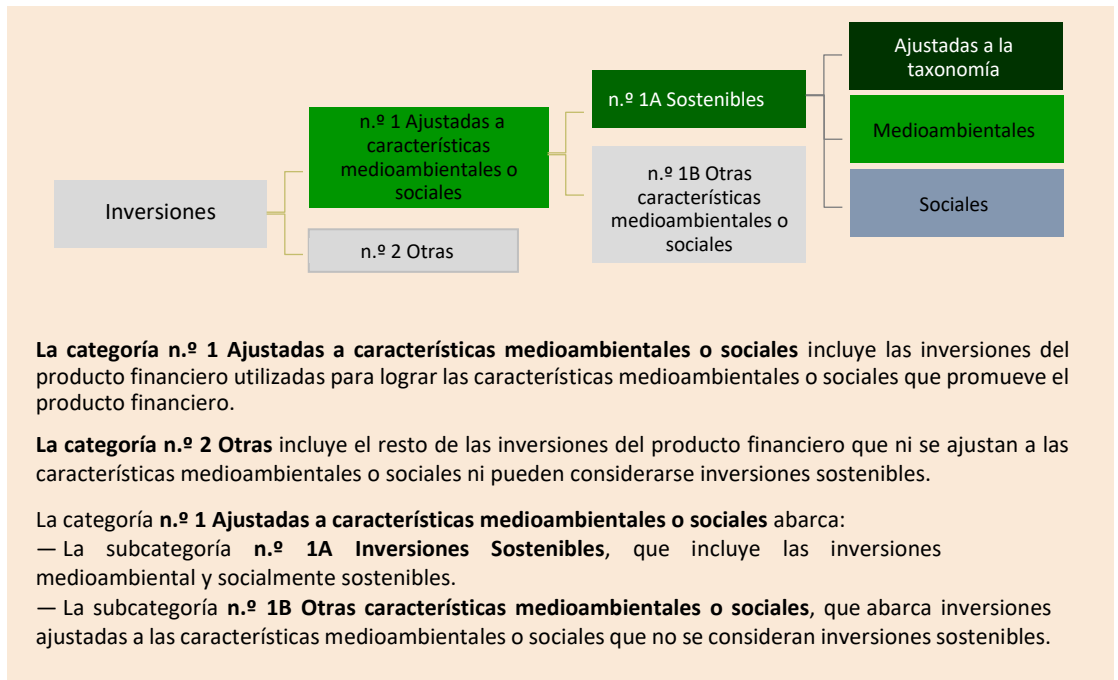 Inversiones
n.º 1 Ajustadas a
características
medioambientales o
sociales
n.º 2 Otras
n.º 1A Sostenibles
n.º 1B Otras
características
medioambientales o
sociales
Ajustadas a la
taxonomía
Medioambientales
Sociales
La categoría n.º 1 Ajustadas a características medioambientales o sociales incluye las inversiones del
producto financiero utilizadas para lograr las características medioambientales o sociales que promueve el
producto financiero.
La categoría n.º 2 Otras incluye el resto de las inversiones del producto financiero que ni se ajustan a las
características medioambientales o sociales ni pueden considerarse inversiones sostenibles.
La categoría n.º 1 Ajustadas a características medioambientales o sociales abarca:
— La subcategoría n.º 1A Inversiones Sostenibles, que incluye las inversiones
medioambiental y socialmente sostenibles.
— La subcategoría n.º 1B Otras características medioambientales o sociales, que abarca inversiones
ajustadas a las características medioambientales o sociales que no se consideran inversiones sostenibles.